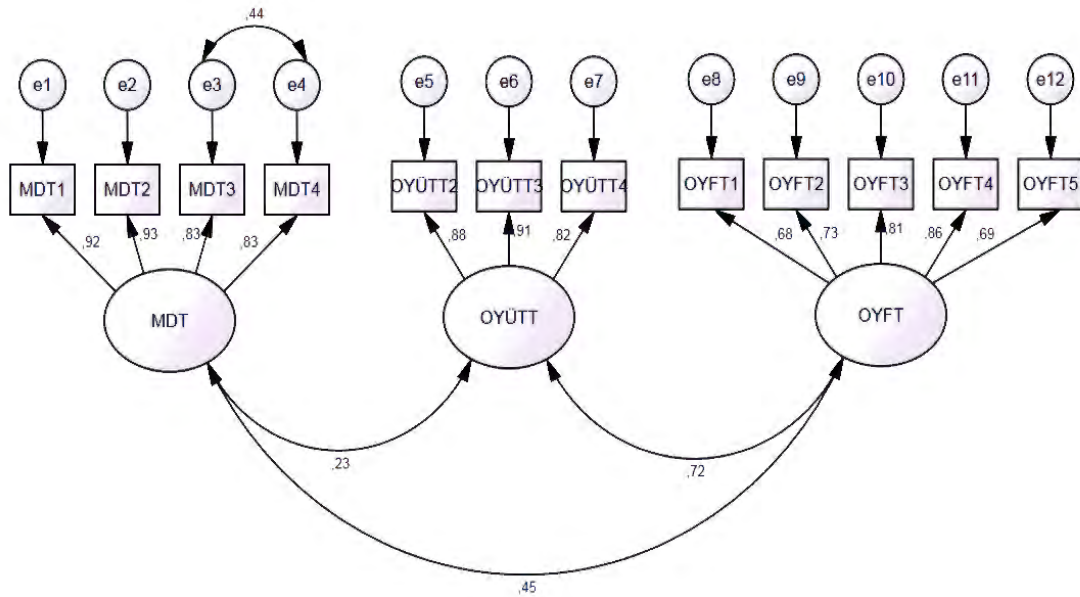 ,44
e1 e2 e3 e4 e5 e6 e7 e8 e9 e10 e11 e12
MDT1 MDT2 MDT3 MDT4 OYÜTT2 OYÜTT3 OYÜTT4 OYFT1 OYFT2 OYFT3 OYFT4 OYFT5
,92 ,93 ,83 ,83 ,88 ,91 ,82 ,68 ,73 ,81 ,86 ,69
MDT OYÜTT OYFT
,23 ,72
,45